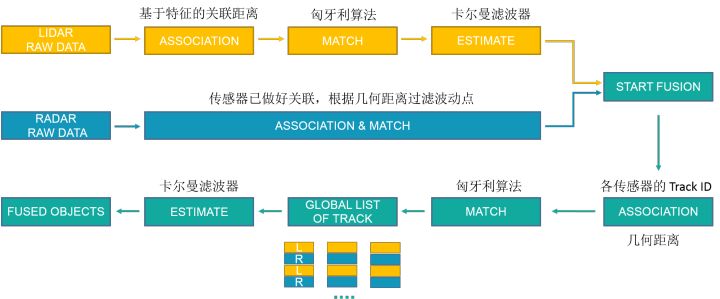 基于特征的关联距离
匈牙利算法
卡尔曼滤波器
LIDAR
RAW DATA
ASSOCIATION
MATCH
ESTIMATE
START FUSION
传感器已做好关联，根据几何距离过滤波动点
RADAR
RAW DATA
ASSOCIATION & MATCH
卡尔曼滤波器
匈牙利算法
各传感器的 Track ID
FUSED OBJECTS
ESTIMATE
GLOBAL LIST
OF TRACK
MATCH
ASSOCIATION
几何距离
L
R
L
R
....